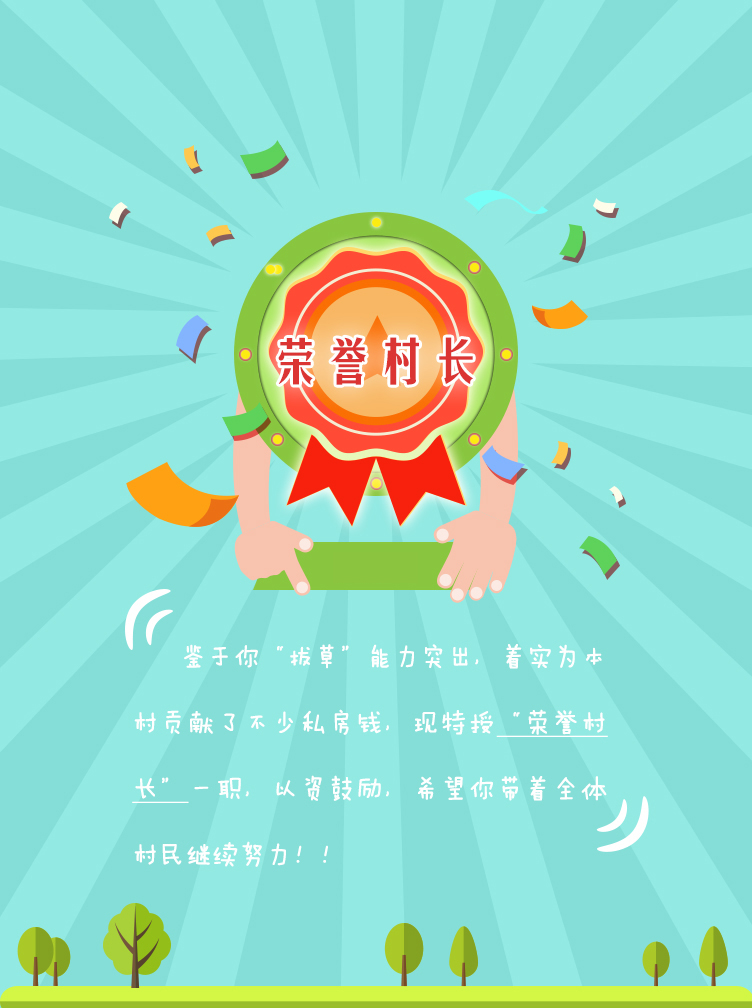 荣誉村长
鉴于你“拔草”能力突出，着实为本
村贡献了不少私房钱，现特授“荣誉村
长”一职，以资鼓励，希望你带着全体
村民继续努力！！